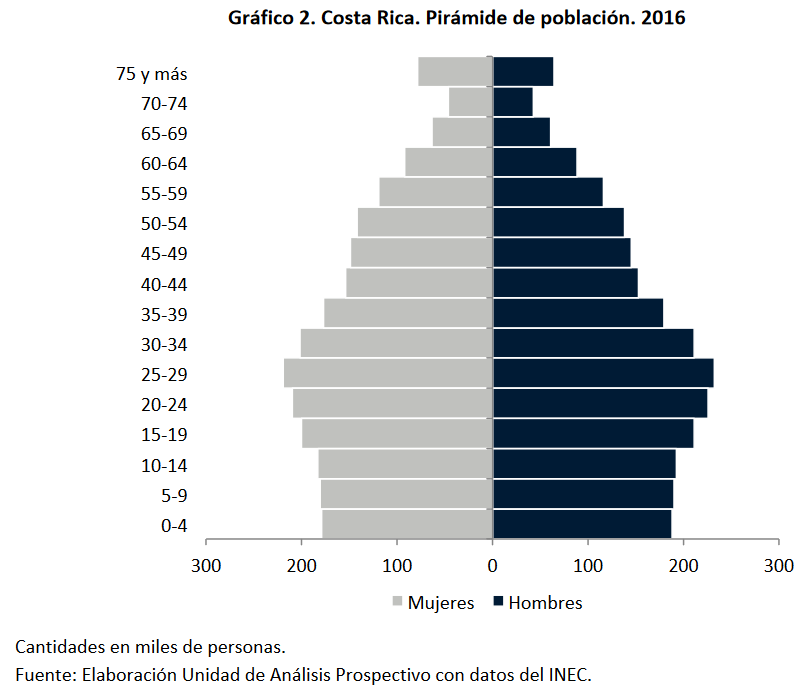 Gráfico 2. Costa Rica. Pirámide de población. 2016
75 y más
70-74
65-69
60-64
55-59
50-54
45-49
40-44
35-39
30-34
25-29
20-24
15-19
10-14
5-9
0-4
300 200 100 0 100 200 300
Mujeres Hombres
Cantidades en miles de personas.
Fuente: Elaboración Unidad de Análisis Prospectivo con datos del INEC.